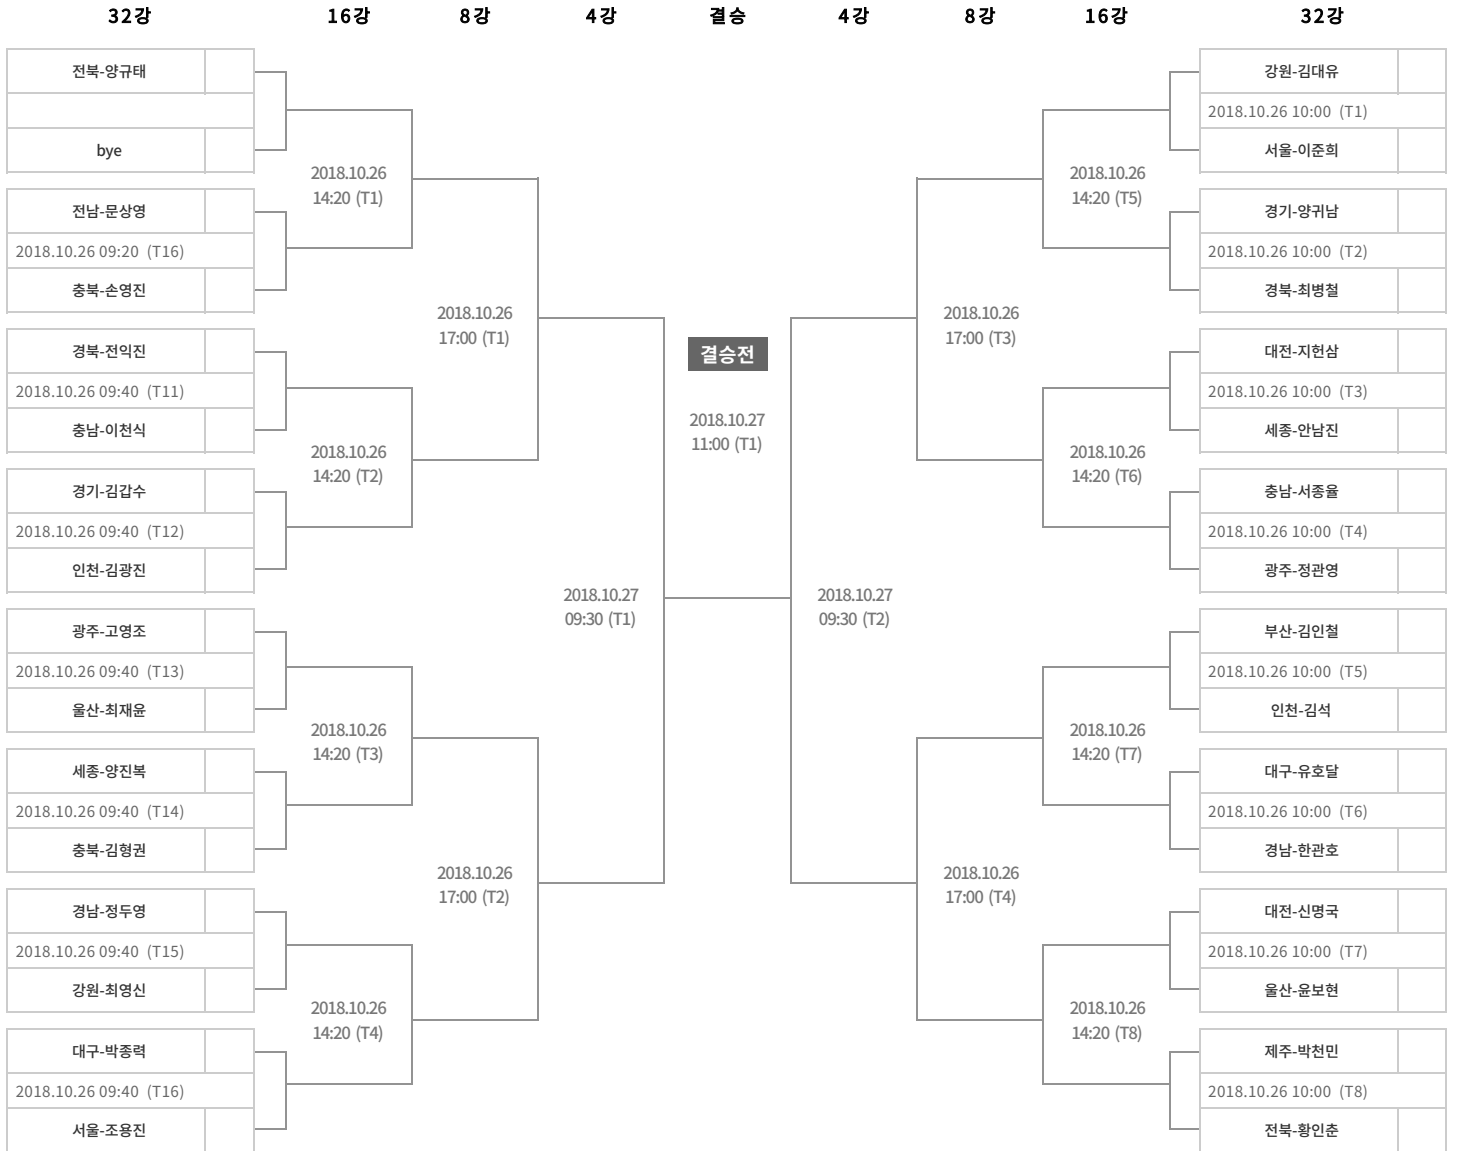 32강 16강 8강 4강 결승 4강 8강 16강 32강
전북-양규태
bye
전남-문상영
2018.10.26 09:20 (T16)
충북-손영진
경북-전익진
2018.10.26 09:40 (T11)
충남-이천식
경기-김갑수
2018.10.26 09:40 (T12)
인천-김광진
광주-고영조
2018.10.26 09:40 (T13)
울산-최재윤
세종-양진복
2018.10.26 09:40 (T14)
충북-김형권
경남-정두영
2018.10.26 09:40 (T15)
강원-최영신
대구-박종력
2018.10.26 09:40 (T16)
서울-조용진
2018.10.26
14:20 (T1)
2018.10.26
14:20 (T2)
2018.10.26
14:20 (T3)
2018.10.26
14:20 (T4)
2018.10.26
17:00 (T1)
2018.10.26
17:00 (T2)
2018.10.27
09:30 (T1)
결승전
2018.10.27
11:00 (T1)
2018.10.27
09:30 (T2)
2018.10.26
17:00 (T3)
2018.10.26
17:00 (T4)
2018.10.26
14:20 (T5)
2018.10.26
14:20 (T6)
2018.10.26
14:20 (T7)
2018.10.26
14:20 (T8)
강원-김대유
2018.10.26 10:00 (T1)
서울-이준희
경기-양귀남
2018.10.26 10:00 (T2)
경북-최병철
대전-지헌삼
2018.10.26 10:00 (T3)
세종-안남진
충남-서종율
2018.10.26 10:00 (T4)
광주-정관영
부산-김인철
2018.10.26 10:00 (T5)
인천-김석
대구-유호달
2018.10.26 10:00 (T6)
경남-한관호
대전-신명국
2018.10.26 10:00 (T7)
울산-윤보현
제주-박천민
2018.10.26 10:00 (T8)
전북-황인춘